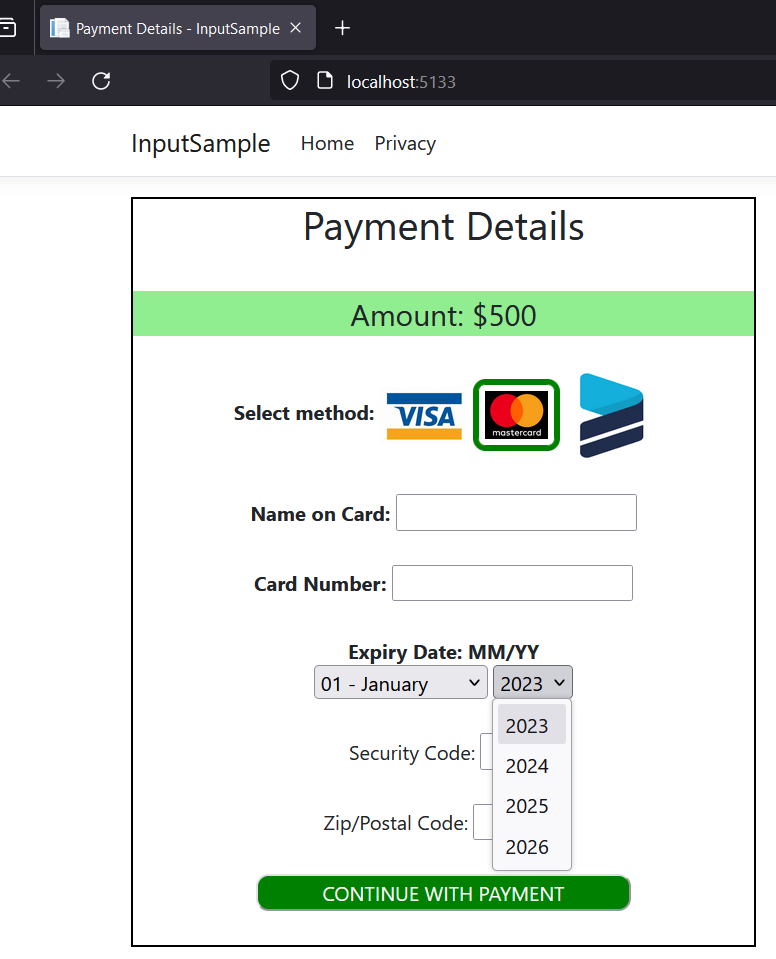 Payment Details - InputSample
localhost:5133
InputSample Home Privacy
Payment Details
Amount: $500
Select method: VISA mastercard
Name on Card:
Card Number:
Expiry Date: MM/YY
01 - January 2023
2023
2024
2025
2026
Security Code:
Zip/Postal Code:
CONTINUE WITH PAYMENT